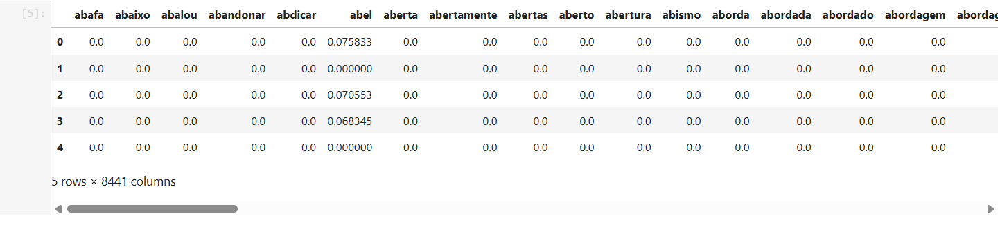 [5]:
abafa abaixo abalou abandonar abdicar abel aberta abertamente abertas aberto abertura abismo aborda abordada abordado abordagem
0 0.0 0.0 0.0 0.0 0.0 0.075833 0.0 0.0 0.0 0.0 0.0 0.0 0.0 0.0 0.0 0.0
1 0.0 0.0 0.0 0.0 0.0 0.000000 0.0 0.0 0.0 0.0 0.0 0.0 0.0 0.0 0.0 0.0
2 0.0 0.0 0.0 0.0 0.0 0.070553 0.0 0.0 0.0 0.0 0.0 0.0 0.0 0.0 0.0 0.0
3 0.0 0.0 0.0 0.0 0.0 0.068345 0.0 0.0 0.0 0.0 0.0 0.0 0.0 0.0 0.0 0.0
4 0.0 0.0 0.0 0.0 0.0 0.000000 0.0 0.0 0.0 0.0 0.0 0.0 0.0 0.0 0.0 0.0
5 rows × 8441 columns